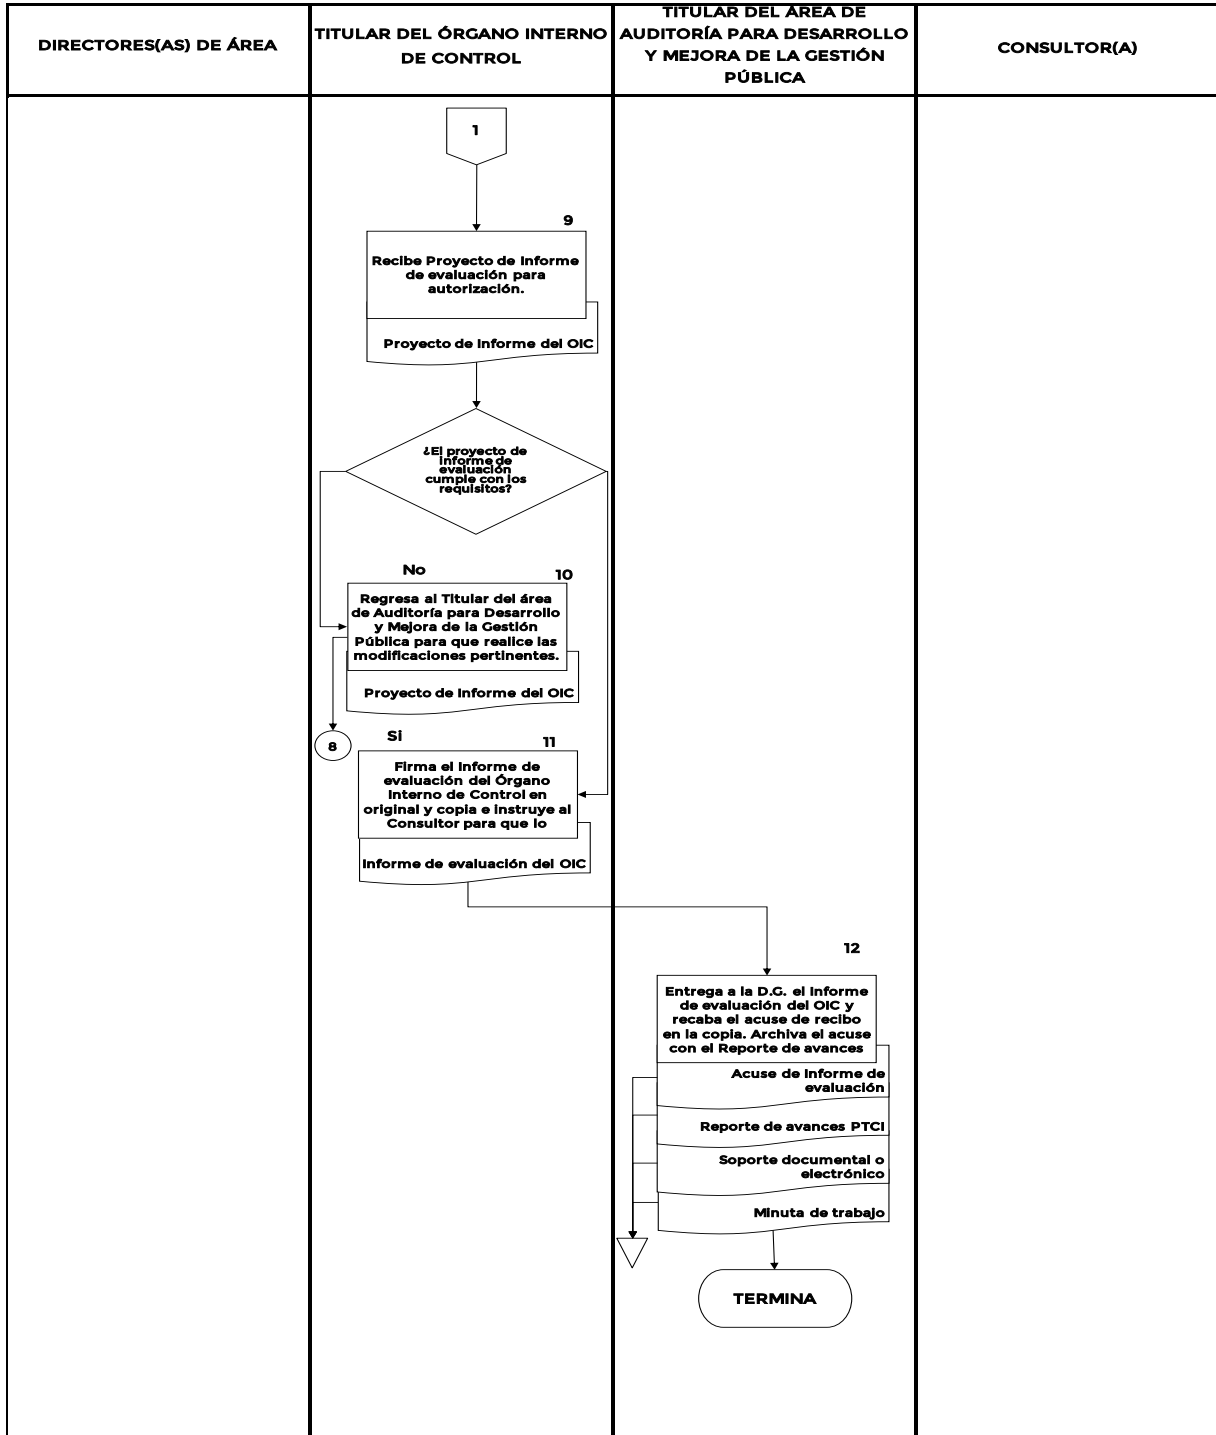 DIRECTORES(AS) DE ÁREA
TITULAR DEL ÓRGANO INTERNO
DE CONTROL
TITULAR DEL ÁREA DE
AUDITORÍA PARA DESARROLLO
Y MEJORA DE LA GESTIÓN
PÚBLICA
CONSULTOR(A)
1
9
Recibe Proyecto de Informe
de evaluación para
autorización.
Proyecto de Informe del OIC
¿El proyecto de
informe de
evaluación
cumple con los
requisitos?
No
10
Regresa al Titular del área
de Auditoría para Desarrollo
y Mejora de la Gestión
Pública para que realice las
modificaciones pertinentes.
Proyecto de Informe del OIC
8
Si
11
Firma el Informe de
evaluación del Órgano
Interno de Control en
original y copia e instruye al
Consultor para que lo
Informe de evaluación del OIC
12
Entrega a la D.G. el Informe
de evaluación del OIC y
recaba el acuse de recibo
en la copia. Archiva el acuse
con el Reporte de avances
Acuse de Informe de
evaluación
Reporte de avances PTCI
Soporte documental o
electrónico
Minuta de trabajo
TERMINA